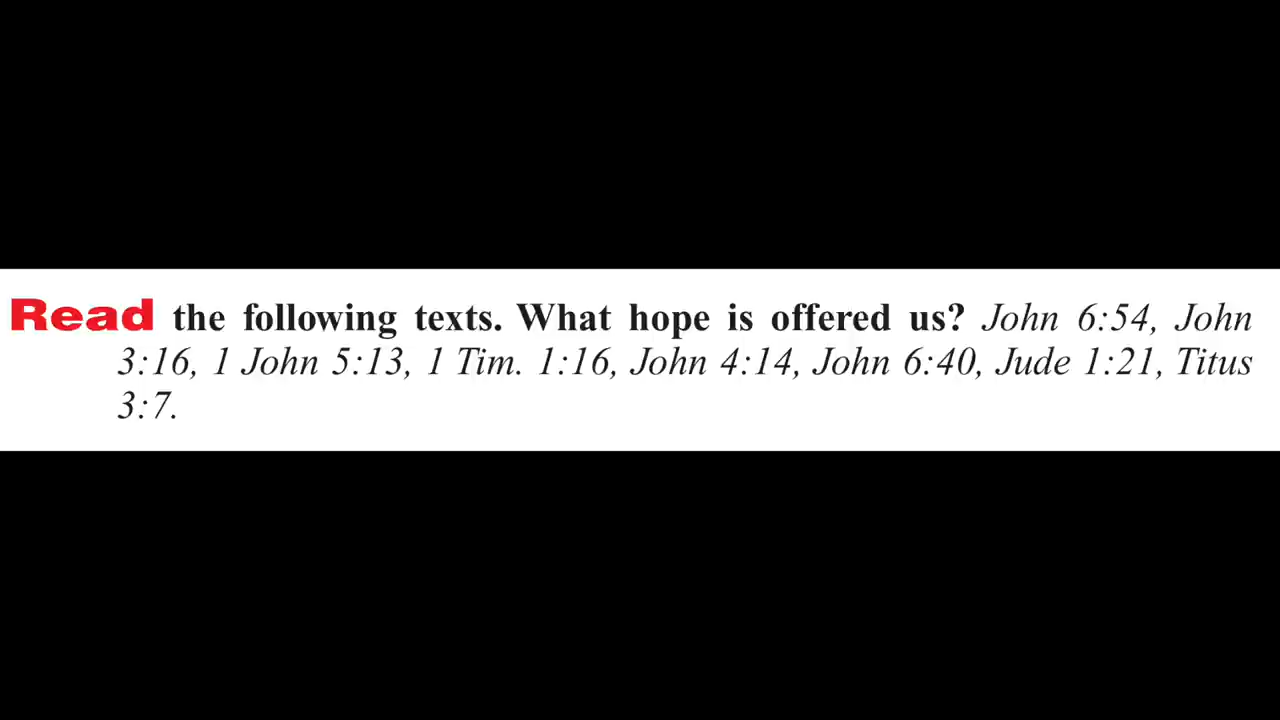 Read the following texts. What hope is offered us? John 6:54, John
3:16, 1 John 5:13, 1 Tim. 1:16, John 4:14, John 6:40, Jude 1:21, Titus
3:7.